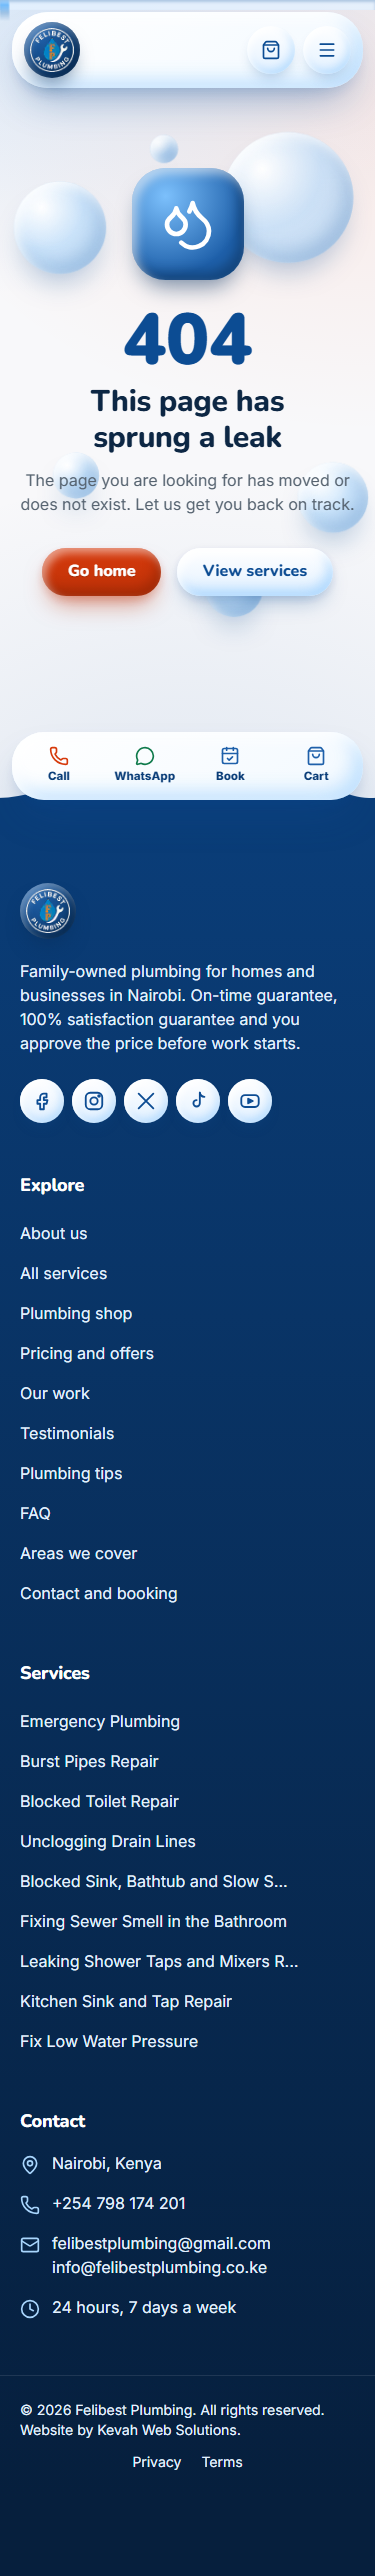 FELIBEST
PLUMBING
404
This page has
sprung a leak
The page you are looking for has moved or
does not exist. Let us get you back on track.
Go home
View services
Call
WhatsApp
Book
Cart
FELIBEST
PLUMBING
Family-owned plumbing for homes and
businesses in Nairobi. On-time guarantee,
100% satisfaction guarantee and you
approve the price before work starts.
Explore
About us
All services
Plumbing shop
Pricing and offers
Our work
Testimonials
Plumbing tips
FAQ
Areas we cover
Contact and booking
Services
Emergency Plumbing
Burst Pipes Repair
Blocked Toilet Repair
Unclogging Drain Lines
Blocked Sink, Bathtub and Slow S...
Fixing Sewer Smell in the Bathroom
Leaking Shower Taps and Mixers R...
Kitchen Sink and Tap Repair
Fix Low Water Pressure
Contact
Nairobi, Kenya
+254 798 174 201
felibestplumbing@gmail.com
info@felibestplumbing.co.ke
24 hours, 7 days a week
© 2026 Felibest Plumbing. All rights reserved.
Website by Kevah Web Solutions.
Privacy
Terms